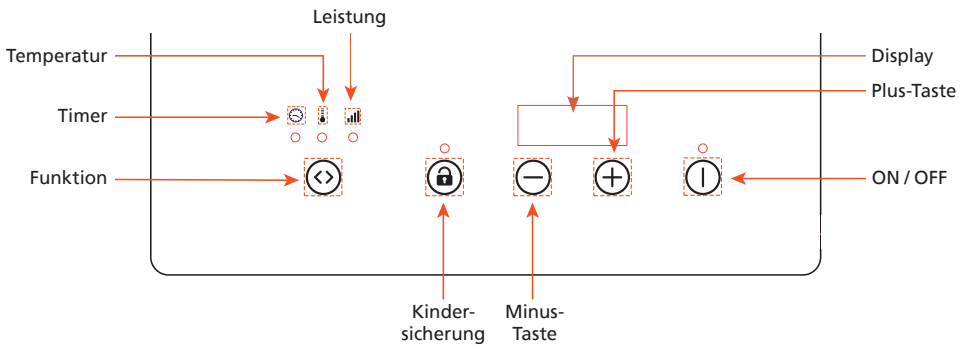 Leistung
Temperatur
Display
Plus-Taste
Timer
Funktion
ON / OFF
Kinder-
sicherung
Minus-
Taste